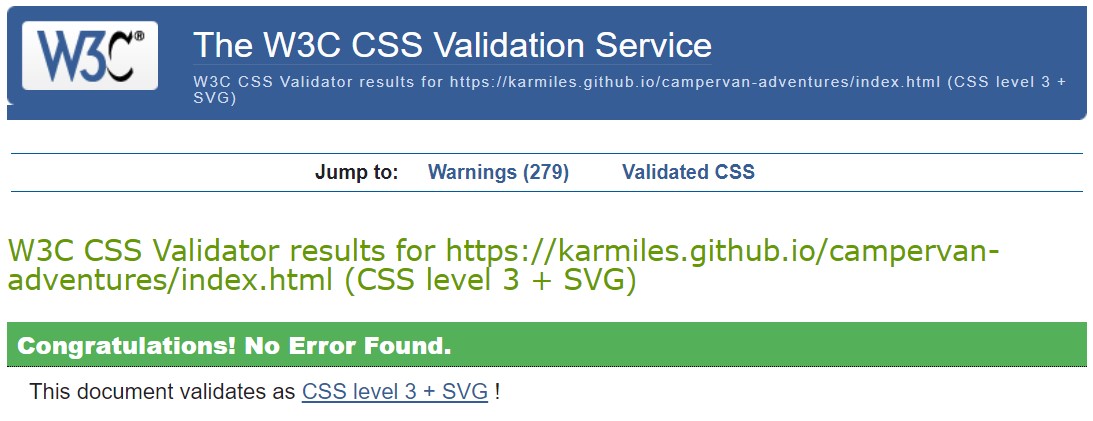 W3C®
The W3C CSS Validation Service
W3C CSS Validator results for https://karmiles.github.io/campervan-adventures/index.html (CSS level 3 +
SVG)
Jump to: Warnings (279) Validated CSS
W3C CSS Validator results for https://karmiles.github.io/campervan-
adventures/index.html (CSS level 3 + SVG)
Congratulations! No Error Found.
This document validates as CSS level 3 + SVG !